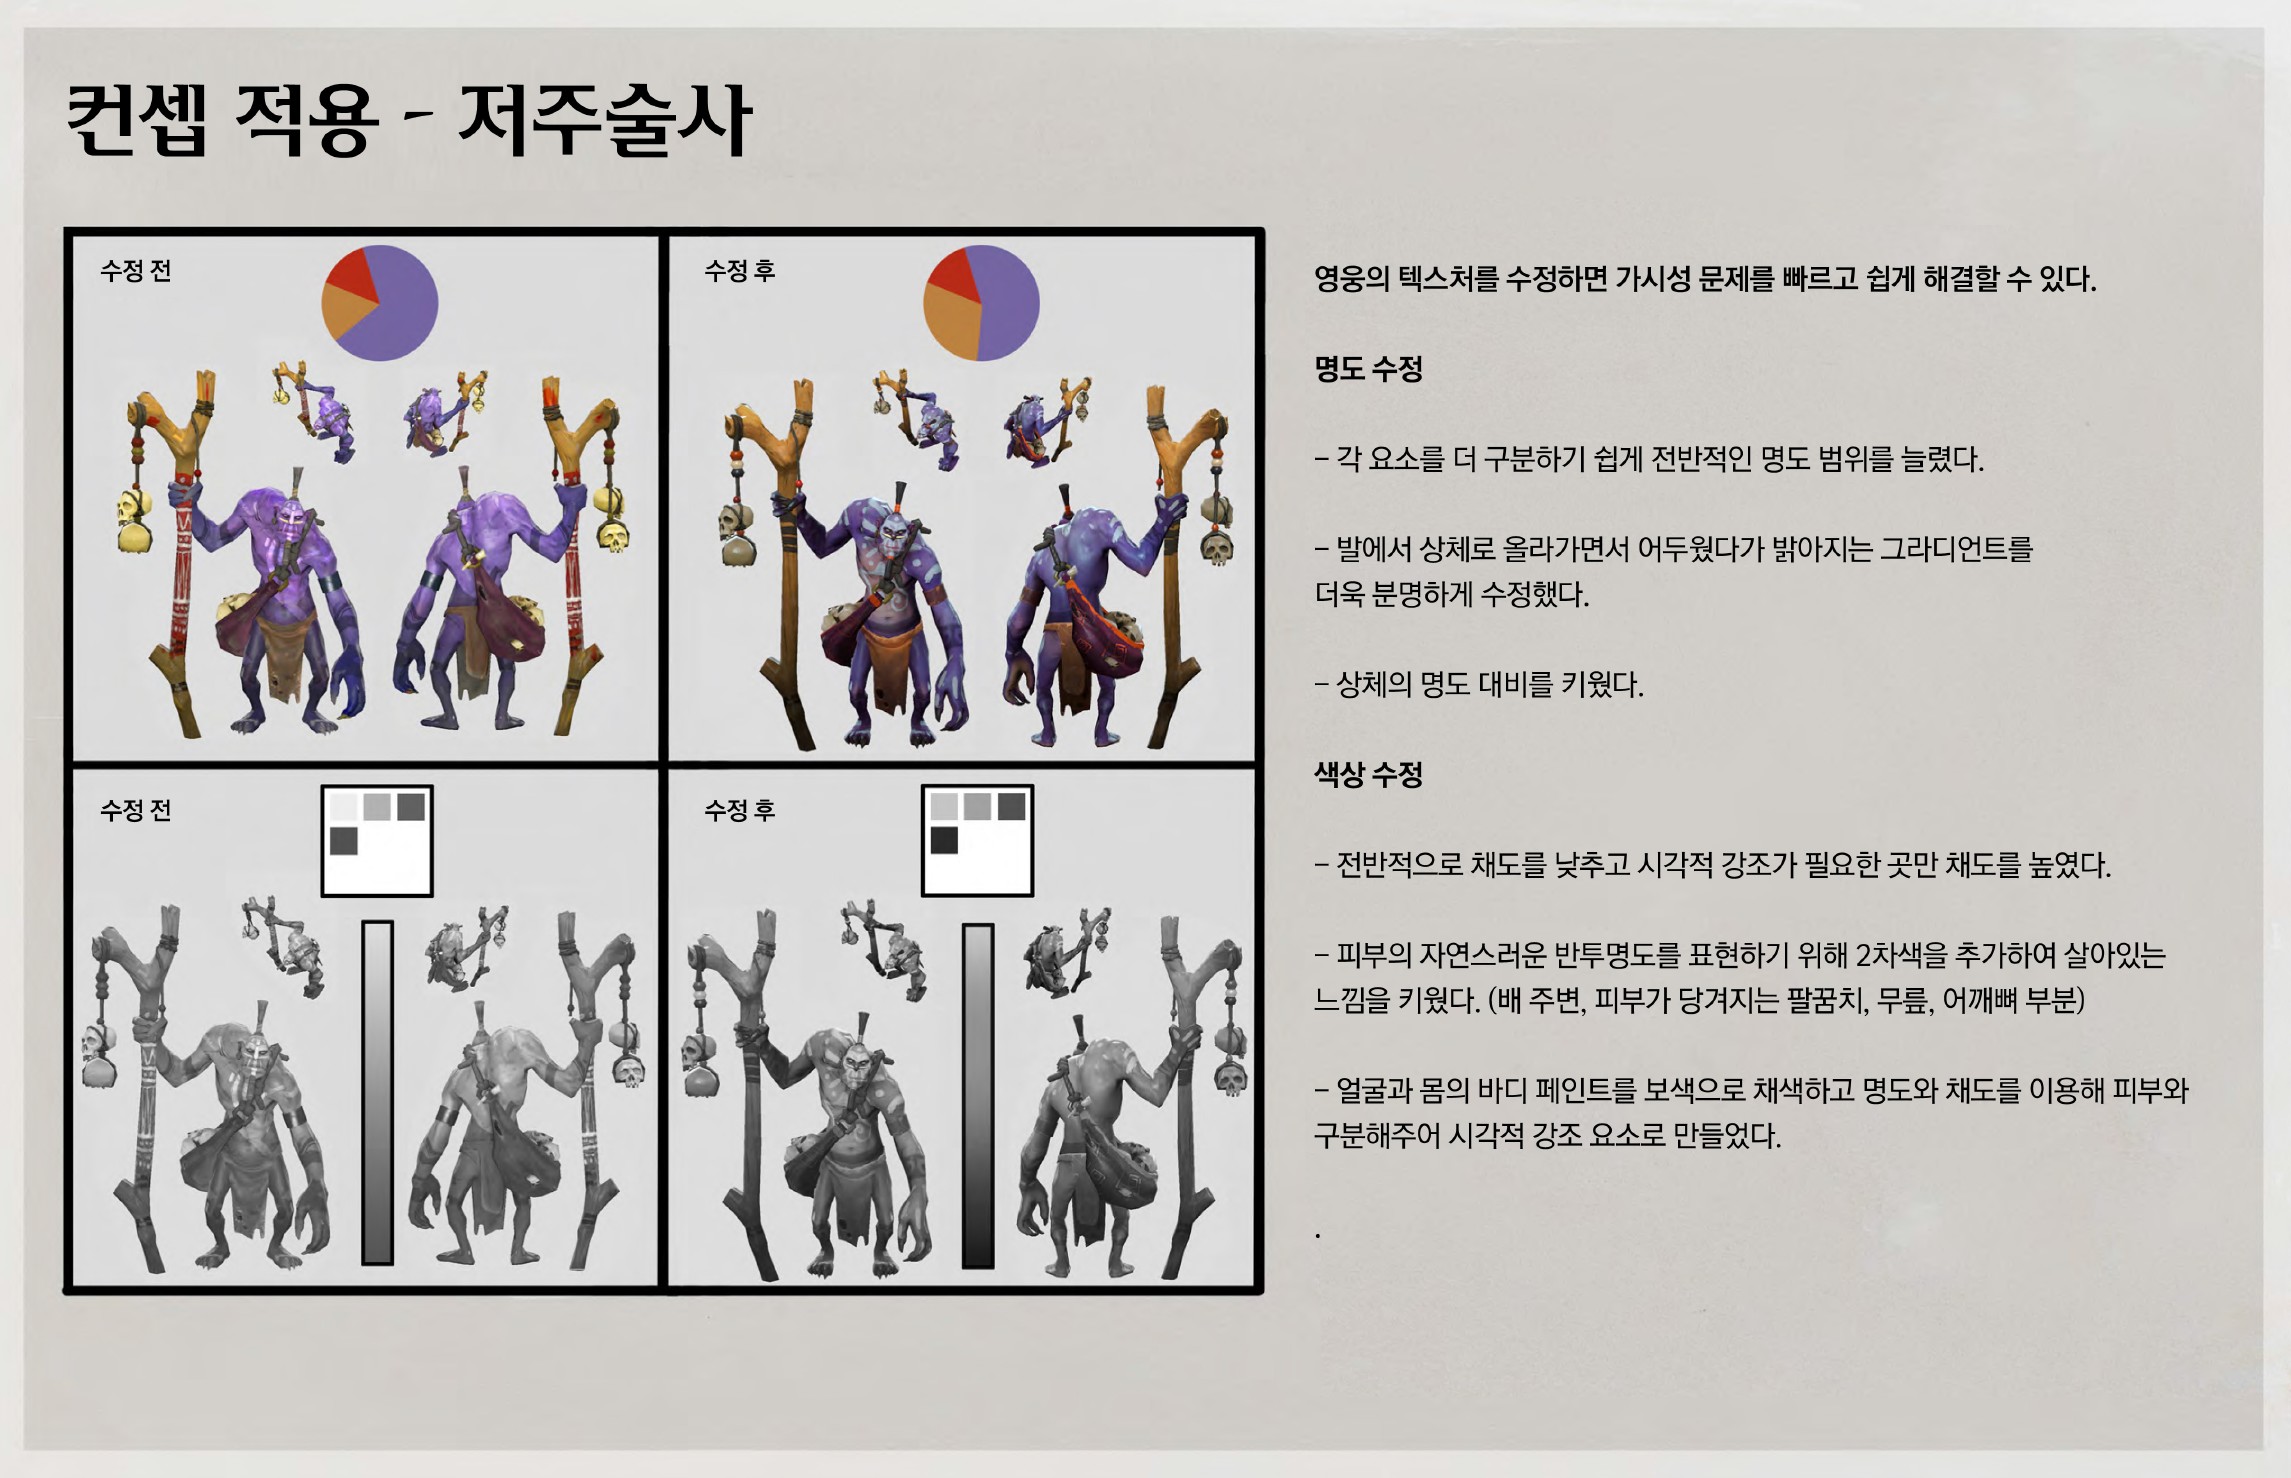 컨셉 적용 - 저주술사
수정 전
수정 후
수정 전
수정 후
영웅의 텍스처를 수정하면 가시성 문제를 빠르고 쉽게 해결할 수 있다.
명도 수정
– 각 요소를 더 구분하기 쉽게 전반적인 명도 범위를 늘렸다.
– 발에서 상체로 올라가면서 어두웠다가 밝아지는 그라디언트를
더욱 분명하게 수정했다.
– 상체의 명도 대비를 키웠다.
색상 수정
– 전반적으로 채도를 낮추고 시각적 강조가 필요한 곳만 채도를 높였다.
– 피부의 자연스러운 반투명도를 표현하기 위해 2차색을 추가하여 살아있는
느낌을 키웠다. (배 주변, 피부가 당겨지는 팔꿈치, 무릎, 어깨뼈 부분)
– 얼굴과 몸의 바디 페인트를 보색으로 채색하고 명도와 채도를 이용해 피부와
구분해주어 시각적 강조 요소로 만들었다.
.